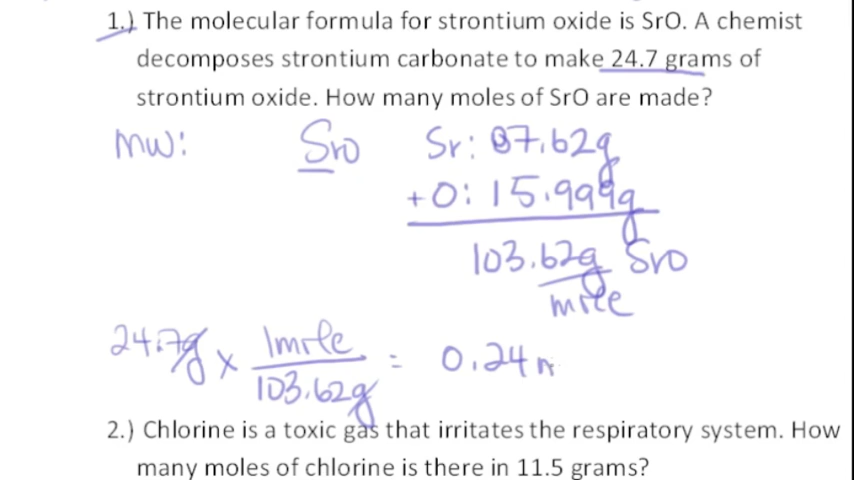 1.) The molecular formula for strontium oxide is SrO. A chemist
decomposes strontium carbonate to make 24.7 grams of
strontium oxide. How many moles of SrO are made?
MW: SrO Sr: 87.62g
+O: 15.999g
103.62g SrO
mole
24.7g x 1mole = 0.24 m
103.62g
2.) Chlorine is a toxic gas that irritates the respiratory system. How
many moles of chlorine is there in 11.5 grams?